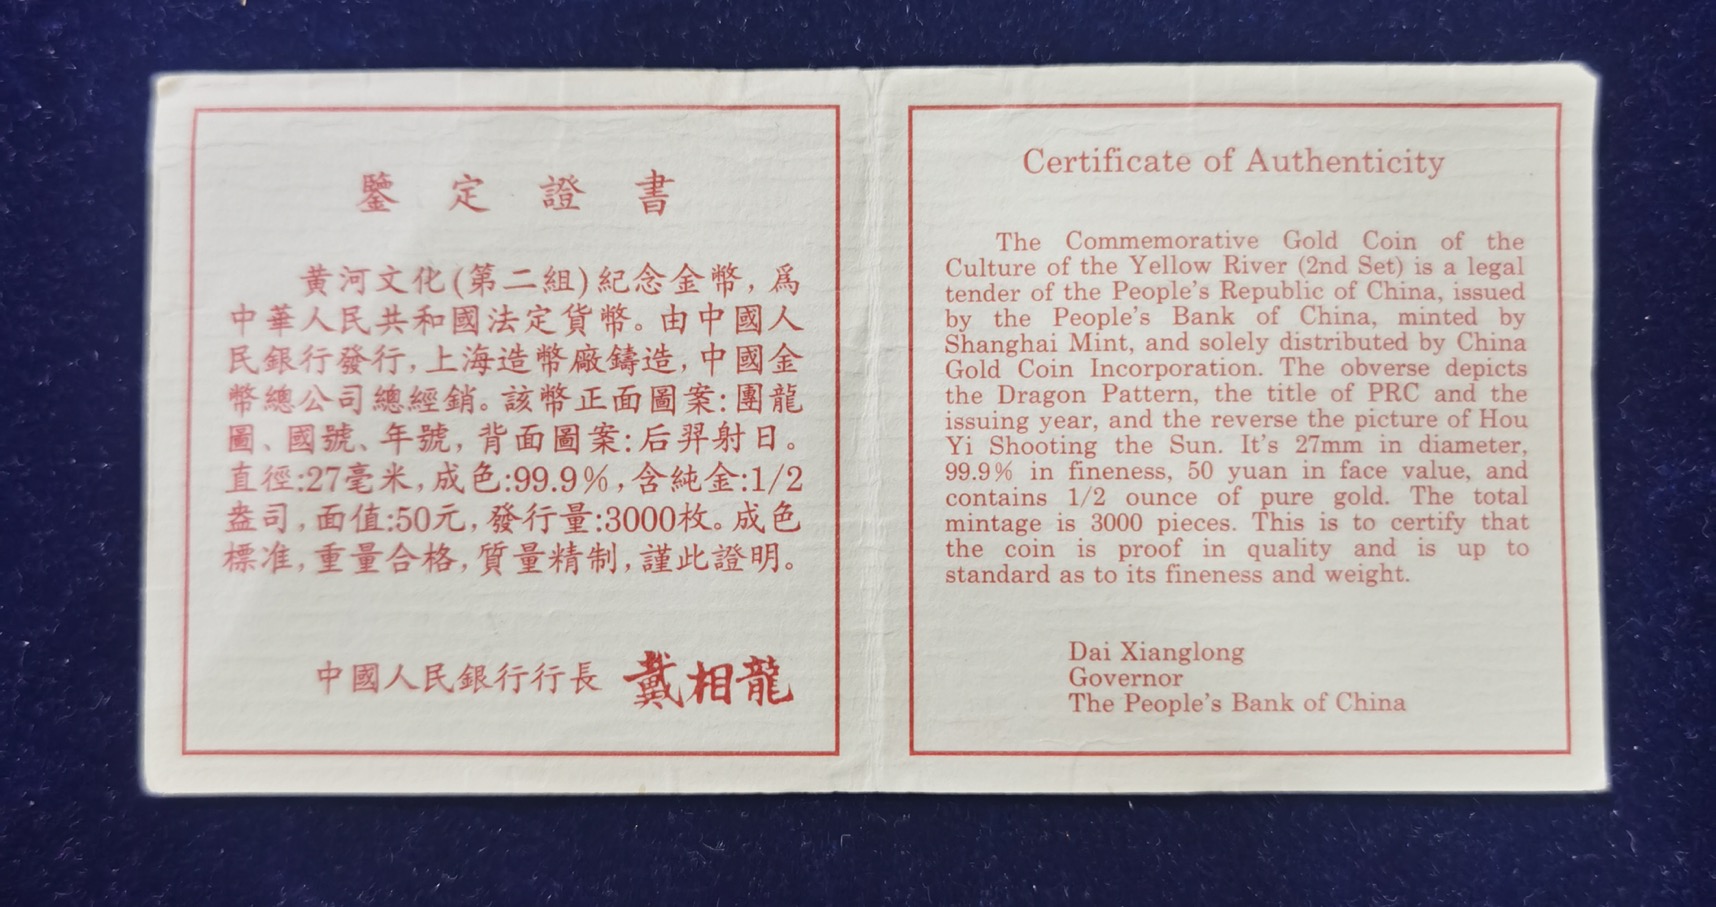 鑒定證書
黄河文化(第二組)紀念金幣,爲
中華人民共和國法定貨幣。由中國人
民銀行發行,上海造幣廠鑄造,中國金
幣總公司總經銷。該幣正面圖案:團龍
圖、國號、年號,背面圖案:后羿射日。
直徑:27毫米,成色:99.9%,含純金:1/2
盎司,面值:50元,發行量:3000枚。成色
標准,重量合格,質量精制,謹此證明。
中國人民銀行行長 戴相龍
Certificate of Authenticity
The Commemorative Gold Coin of the
Culture of the Yellow River (2nd Set) is a legal
tender of the People's Republic of China, issued
by the People's Bank of China, minted by
Shanghai Mint, and solely distributed by China
Gold Coin Incorporation. The obverse depicts
the Dragon Pattern, the title of PRC and the
issuing year, and the reverse the picture of Hou
Yi Shooting the Sun. It's 27mm in diameter,
99.9% in fineness, 50 yuan in face value, and
contains 1/2 ounce of pure gold. The total
mintage is 3000 pieces. This is to certify that
the coin is proof in quality and is up to
standard as to its fineness and weight.
Dai Xianglong
Governor
The People's Bank of China